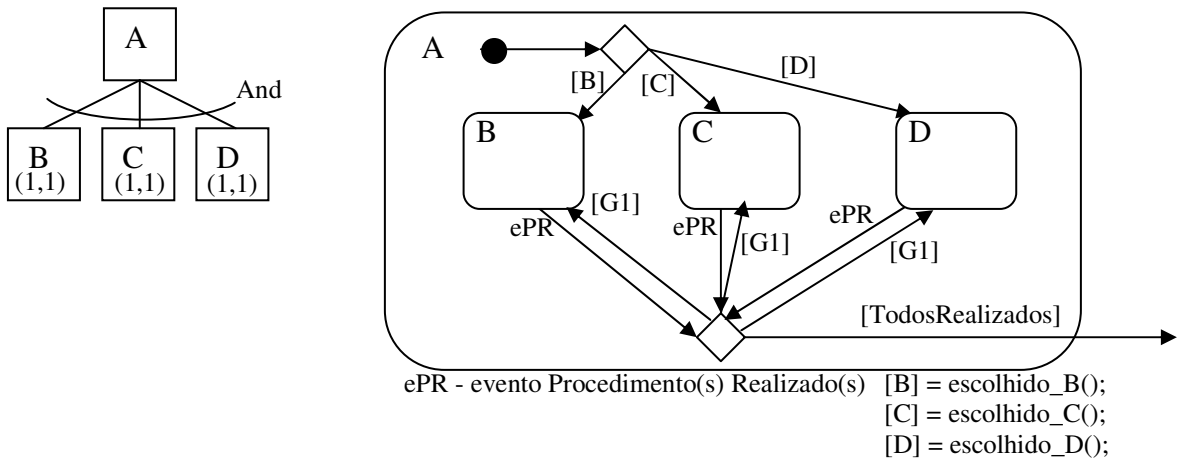 A
And
B
(1,1)
C
(1,1)
D
(1,1)
A
[B]
[C]
[D]
B
C
D
ePR
[G1]
ePR
[G1]
ePR
[G1]
[TodosRealizados]
ePR - evento Procedimento(s) Realizado(s)
[B] = escolhido_B();
[C] = escolhido_C();
[D] = escolhido_D();